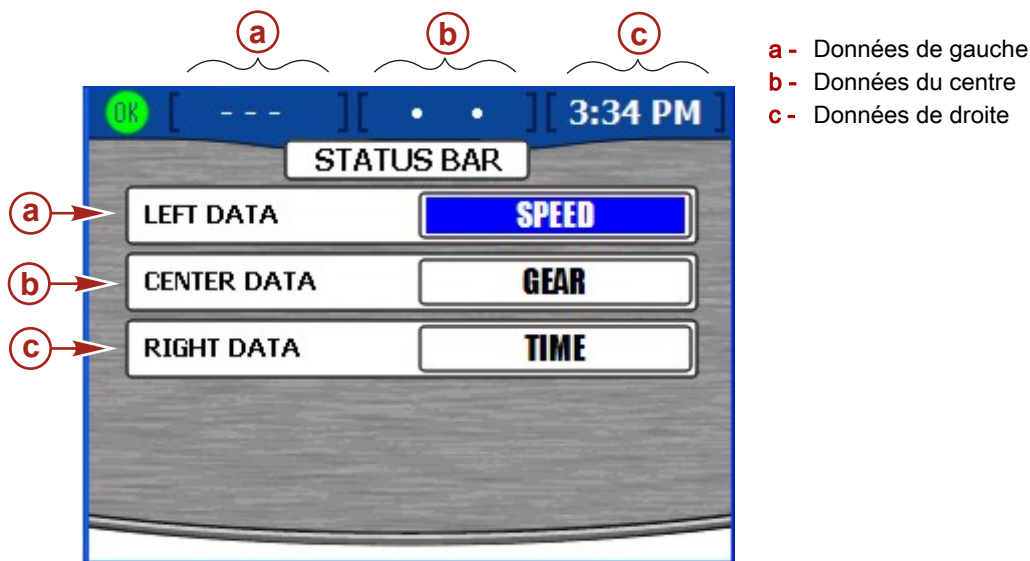 a b c
OK [ - - - ] [ • • ] [ 3:34 PM ]
STATUS BAR
a LEFT DATA SPEED
b CENTER DATA GEAR
c RIGHT DATA TIME
a - Données de gauche
b - Données du centre
c - Données de droite